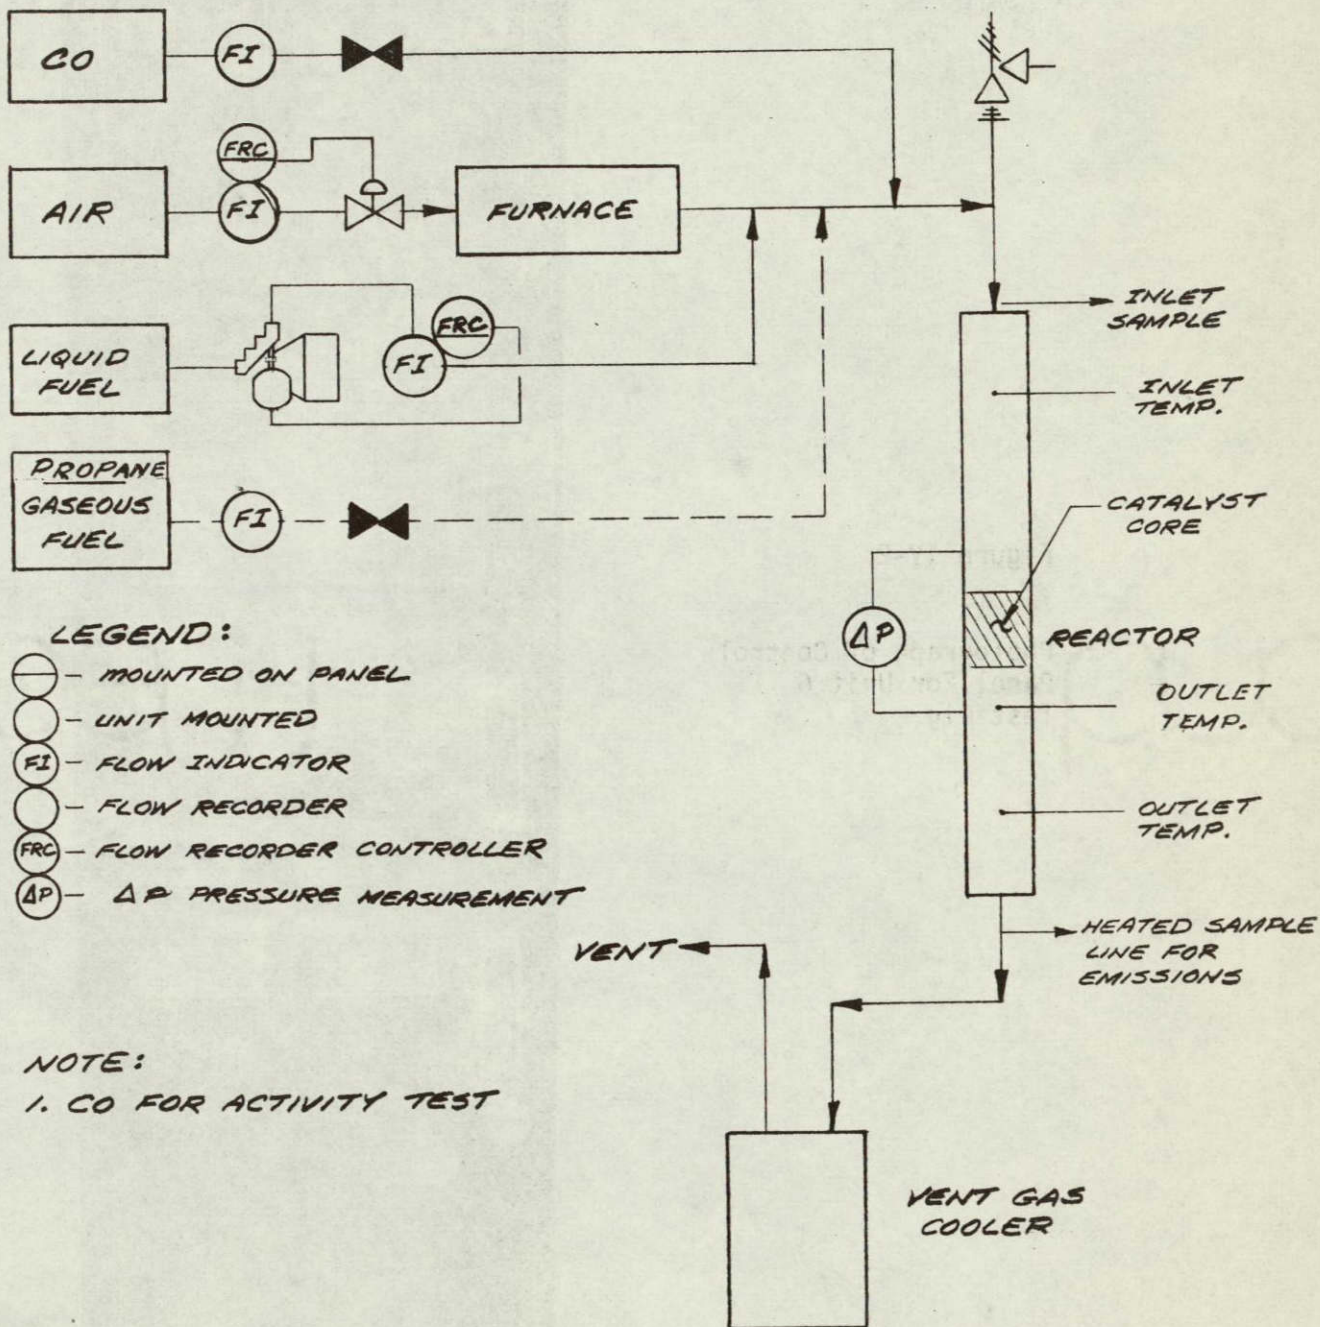 CO
FI
FRC
AIR
FI
FURNACE
LIQUID
FUEL
FRC
FI
PROPANE
GASEOUS
FUEL
FI
INLET
SAMPLE
INLET
TEMP.
CATALYST
CORE
ΔP
REACTOR
OUTLET
TEMP.
OUTLET
TEMP.
HEATED SAMPLE
LINE FOR
EMISSIONS
LEGEND:
- MOUNTED ON PANEL
- UNIT MOUNTED
FI - FLOW INDICATOR
- FLOW RECORDER
FRC - FLOW RECORDER CONTROLLER
ΔP - ΔP PRESSURE MEASUREMENT
VENT
NOTE:
1. CO FOR ACTIVITY TEST
VENT GAS
COOLER